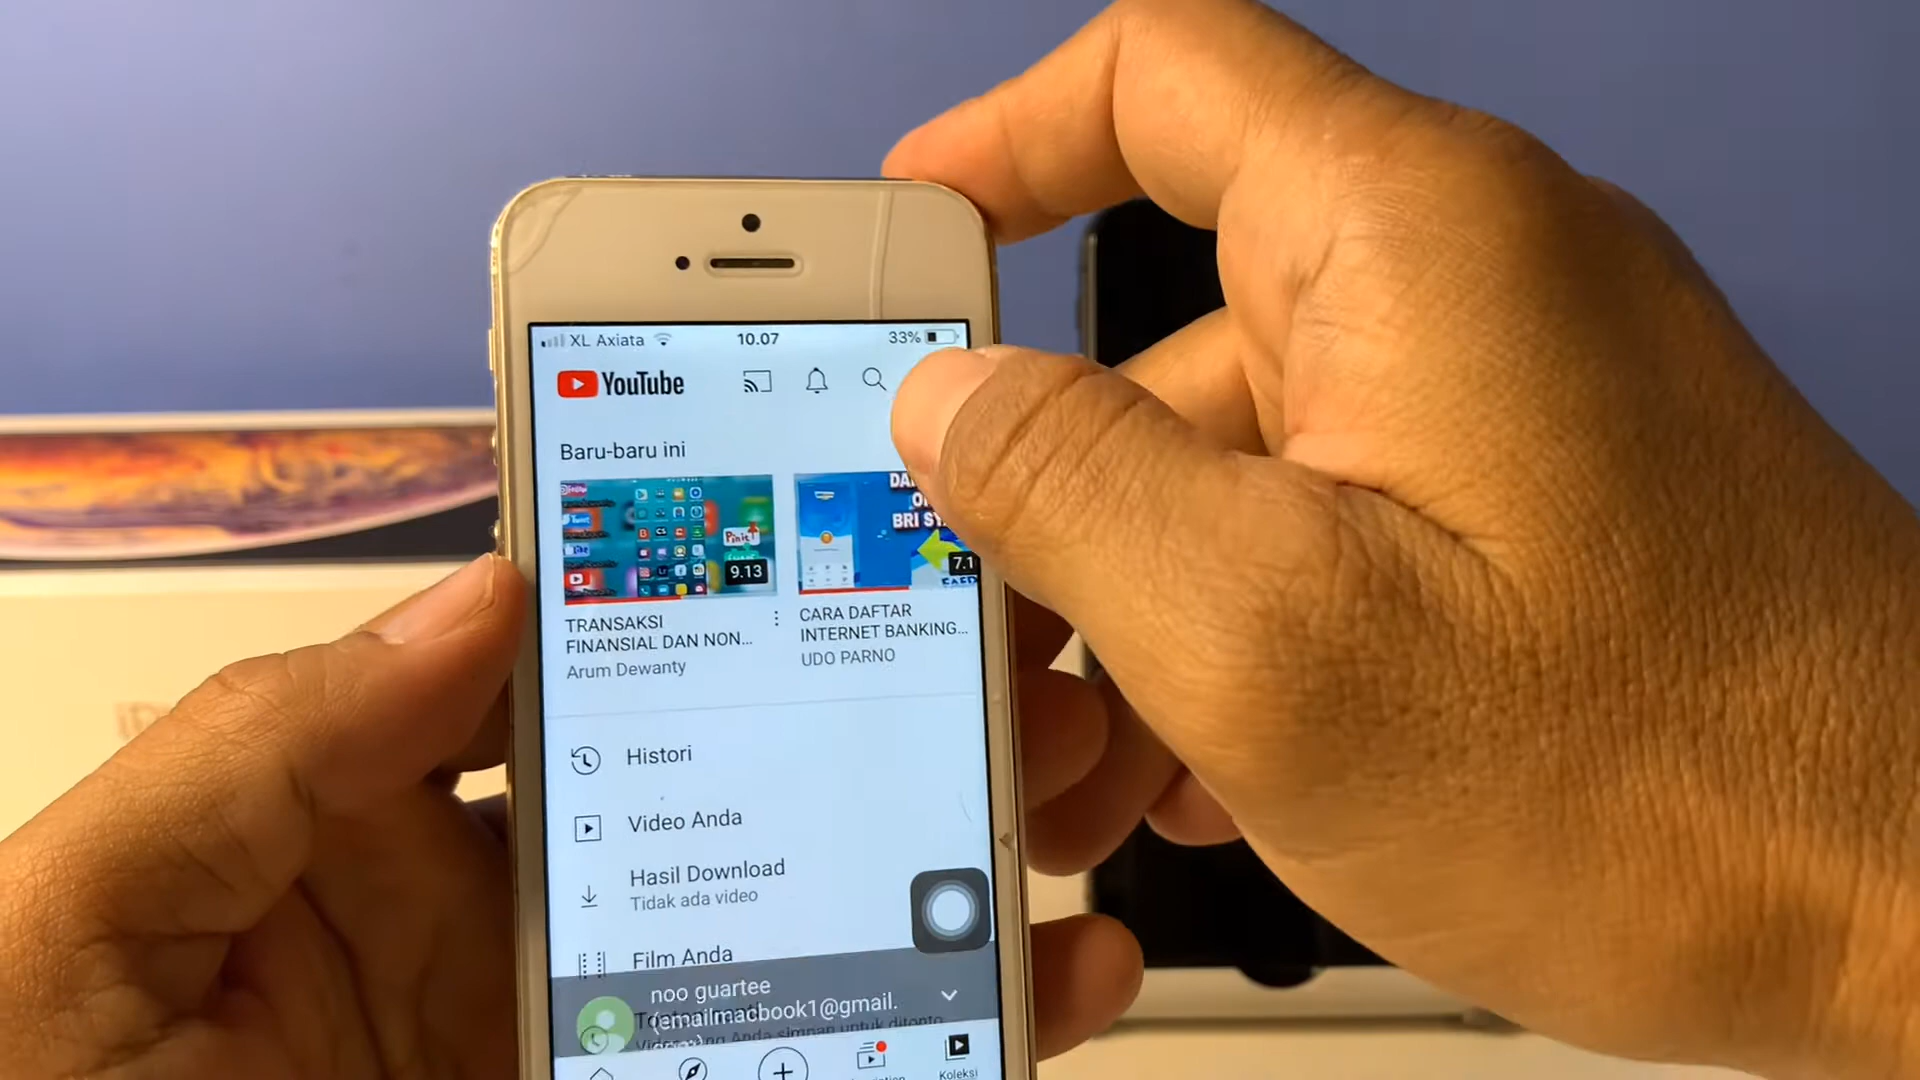 XL Axiata
10.07
33%
YouTube
Baru-baru ini
9.13
BRI
7.1
TRANSAKSI
FINANSIAL DAN NON...
Arum Dewanty
CARA DAFTAR
INTERNET BANKING...
UDO PARNO
Histori
Video Anda
Hasil Download
Tidak ada video
Film Anda
noo guartee
(emailmacbook1@gmail.
Koleksi